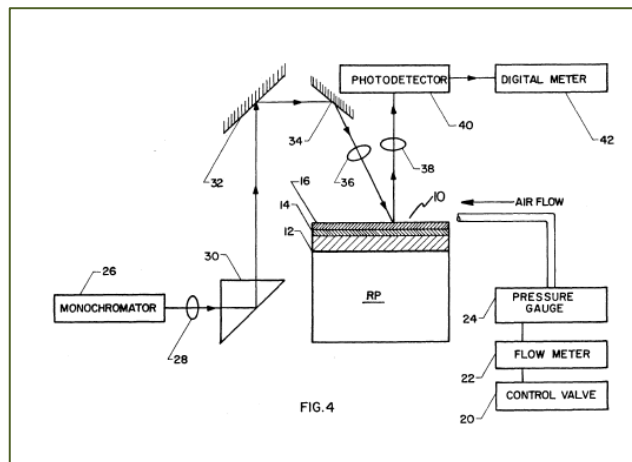 PHOTODETECTOR
DIGITAL METER
40
42
34
32
36
38
16
10
14
12
AIR FLOW
30
26
MONOCHROMATOR
28
RP
PRESSURE
GAUGE
24
FLOW METER
22
CONTROL VALVE
20
FIG. 4